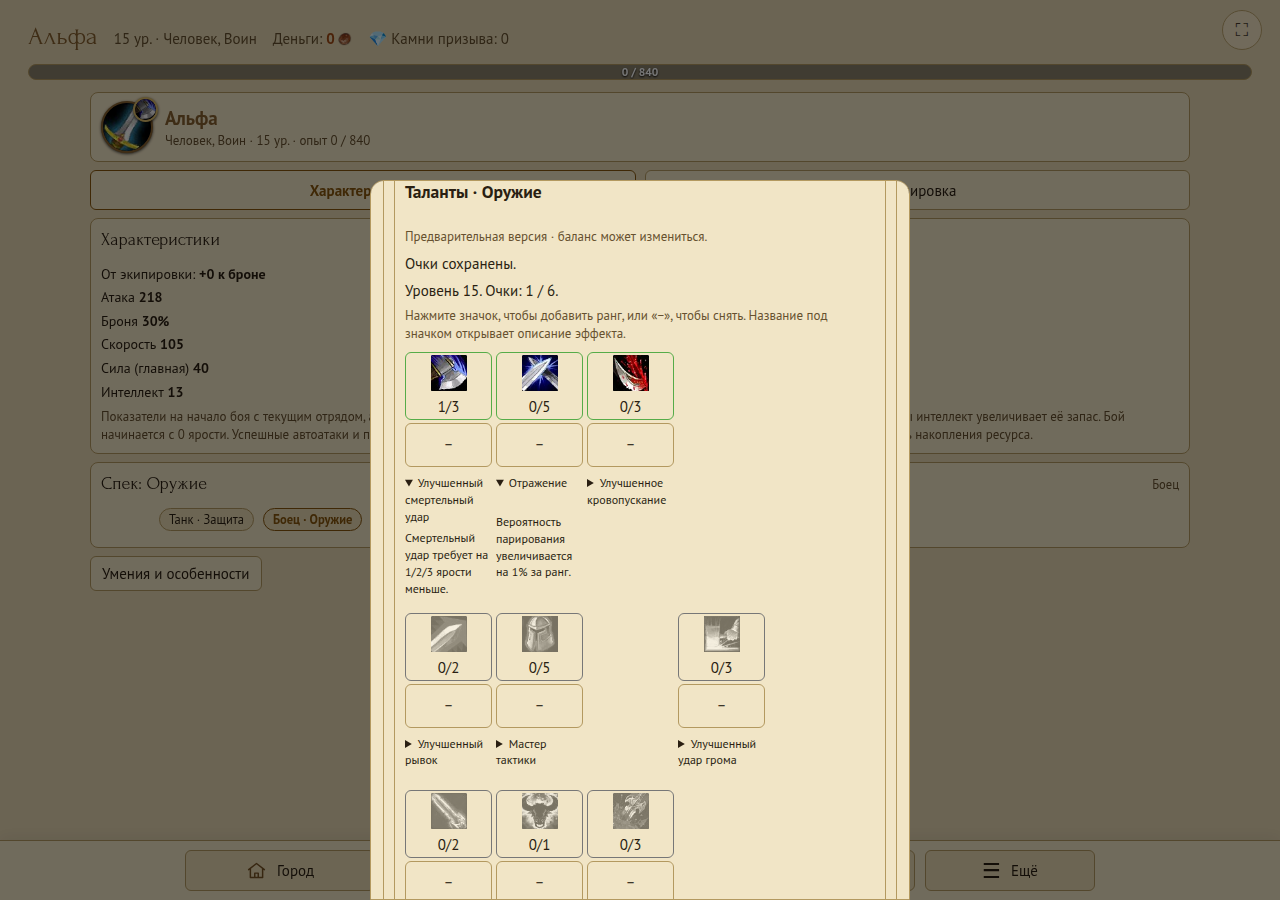 Альфа 15 ур. · Человек, Воин Деньги: 0 Камни призыва: 0
0 / 840
Альфа
Человек, Воин · 15 ур. · опыт 0 / 840
Характер
ировка
Характеристики
От экипировки: +0 к броне
Атака 218
Броня 30%
Скорость 105
Сила (главная) 40
Интеллект 13
Показатели на начало боя с текущим отрядом,
интеллект увеличивает её запас. Бой
начинается с 0 ярости. Успешные автоатаки и п
накопления ресурса.
Спек: Оружие
Боец
Танк · Защита
Боец · Оружие
Умения и особенности
Таланты · Оружие
Предварительная версия · баланс может измениться.
Очки сохранены.
Уровень 15. Очки: 1 / 6.
Нажмите значок, чтобы добавить ранг, или «−», чтобы снять. Название под
значком открывает описание эффекта.
1/3 0/5 0/3
− − −
▼ Улучшенный
смертельный
удар
Смертельный
удар требует на
1/2/3 ярости
меньше.
▼ Отражение
Вероятность
парирования
увеличивается
на 1% за ранг.
▶ Улучшенное
кровопускание
0/2 0/5 0/3
− − −
▶ Улучшенный
рывок
▶ Мастер
тактики
▶ Улучшенный
удар грома
0/2 0/1 0/3
− − −
Город
Ещё